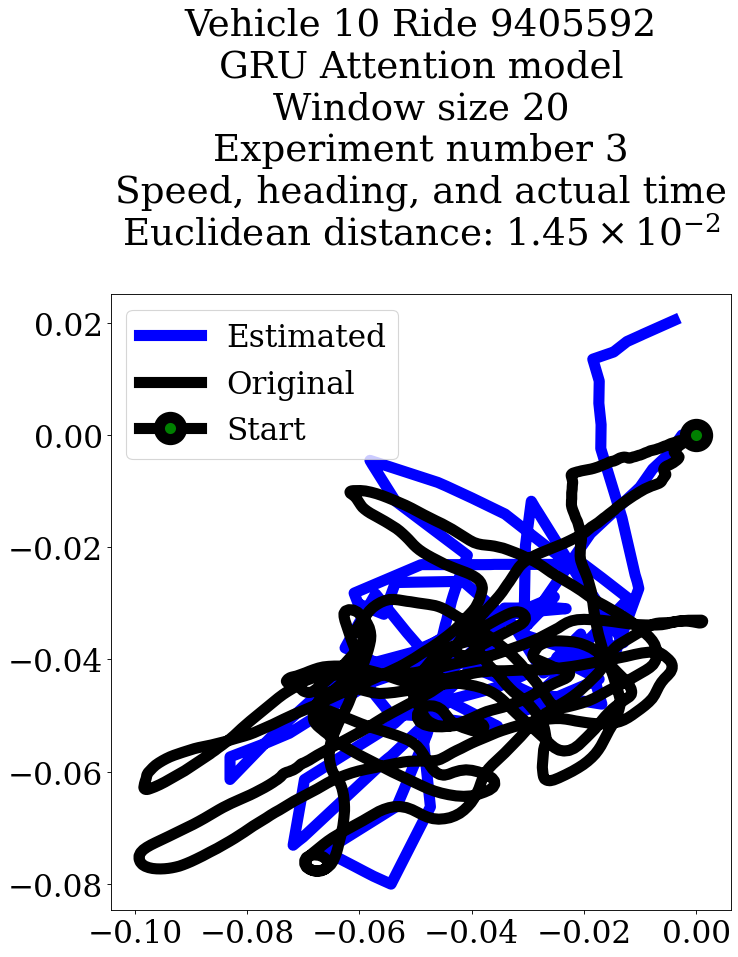 Vehicle 10 Ride 9405592
GRU Attention model
Window size 20
Experiment number 3
Speed, heading, and actual time
Euclidean distance: 1.45 × 10⁻²
Estimated
Original
Start
0.02
0.00
−0.02
−0.04
−0.06
−0.08
−0.10 −0.08 −0.06 −0.04 −0.02 0.00